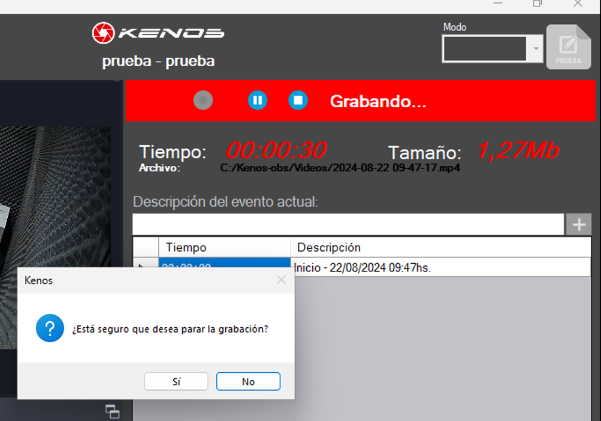 KENOS
Modo
prueba - prueba
PRUEBA
Grabando...
Tiempo: 00:00:30 Tamaño: 1,27Mb
Archivo: C:/Kenos-obs/Videos/2024-08-22 09-47-17.mp4
Descripción del evento actual:
Tiempo Descripción
Inicio - 22/08/2024 09:47hs.
Kenos
¿Está seguro que desea parar la grabación?
Sí No